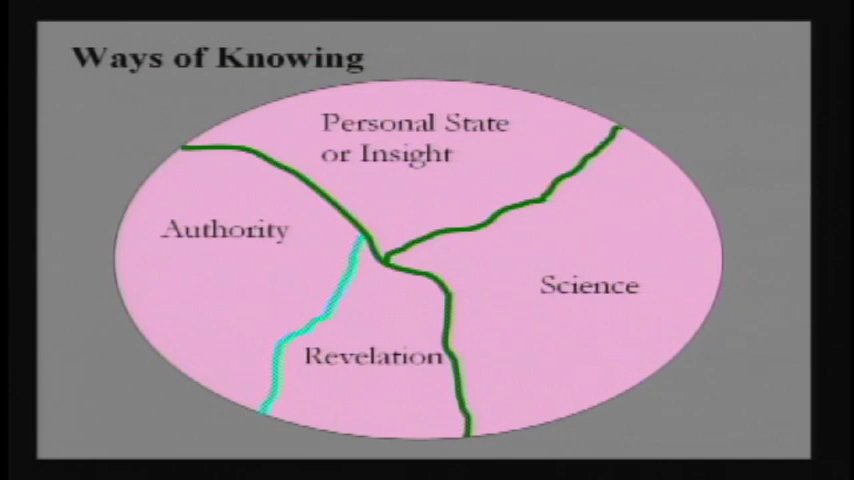 Ways of Knowing
Personal State
or Insight
Authority
Science
Revelation